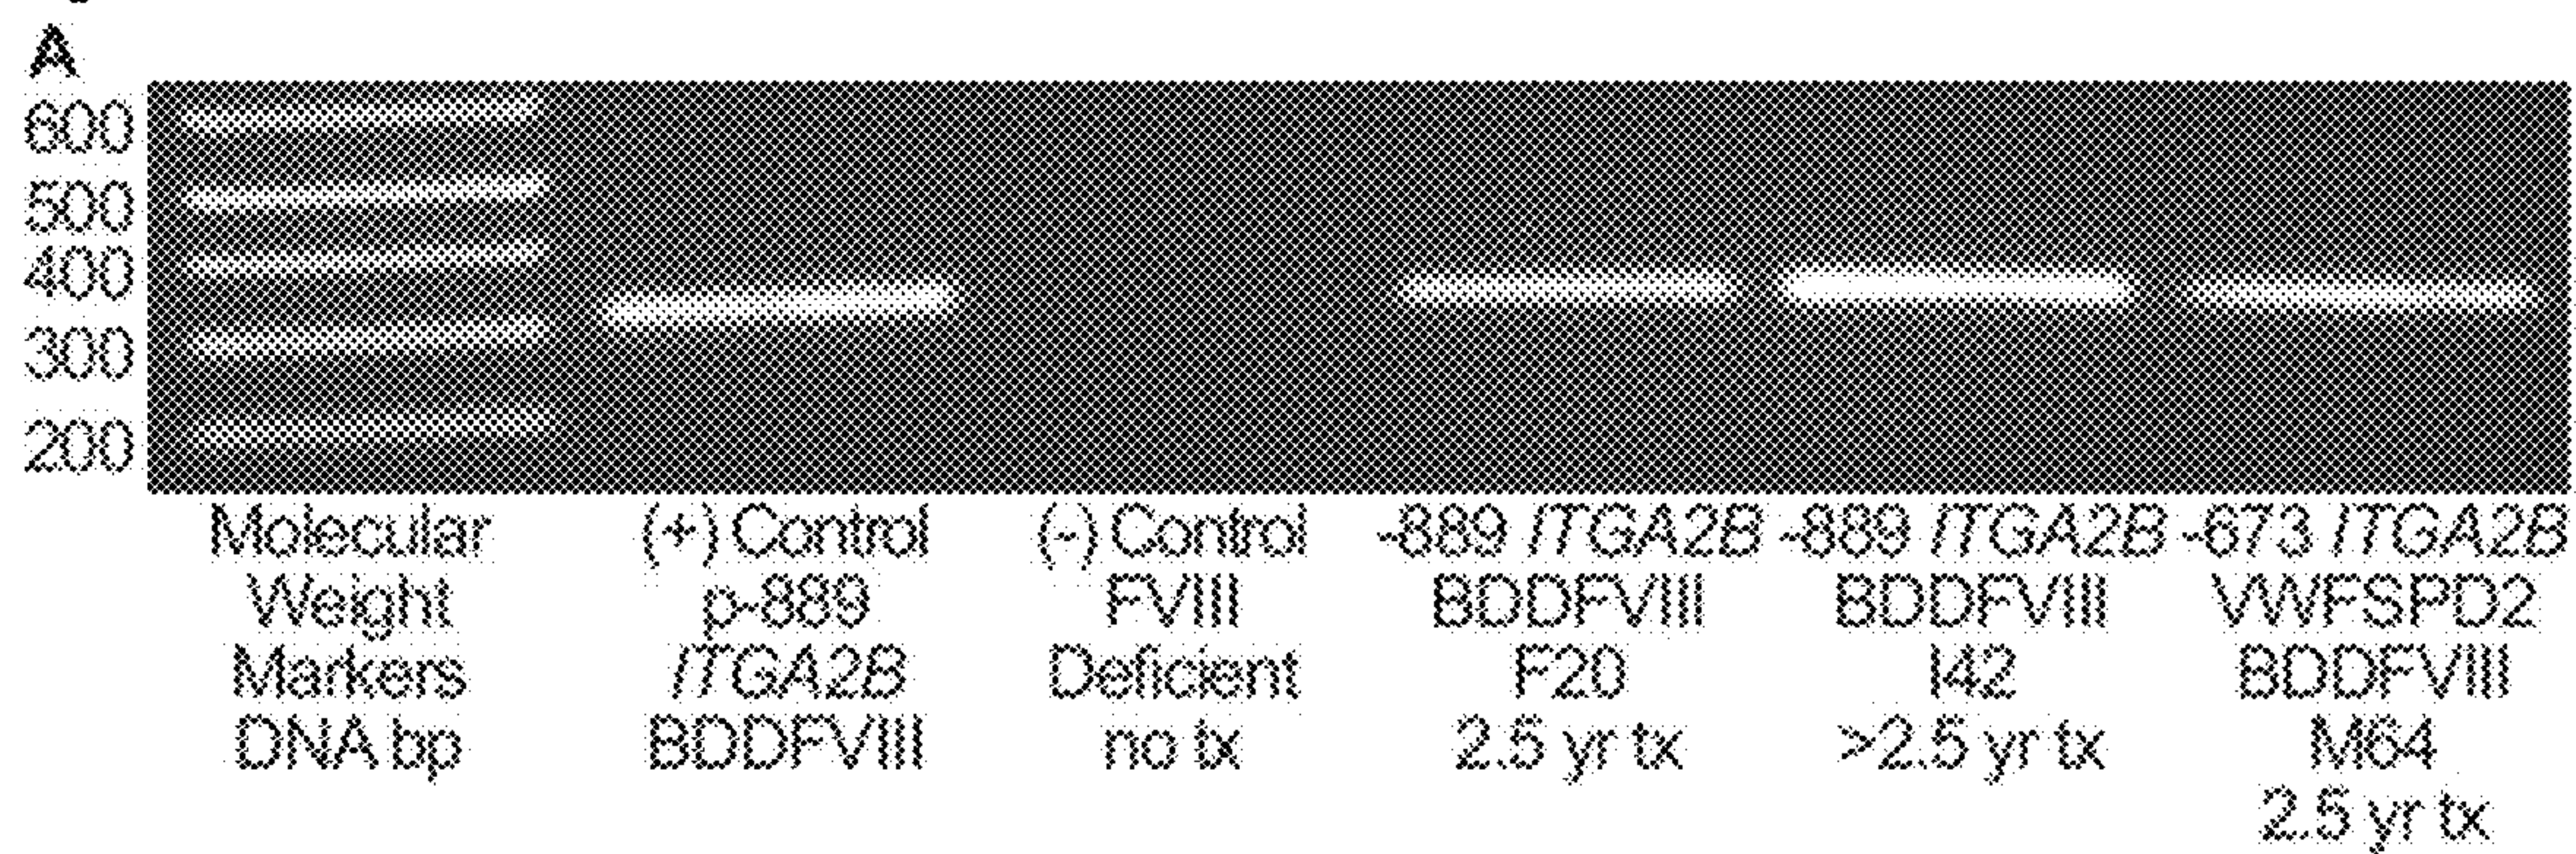 A
600
500
400
300
200
Molecular
Weight
Markers
DNA bp
(+) Control
p-889
ITGA2B
BDDFVIII
(-) Control
FVIII
Deficient
no tx
-889 ITGA2B
BDDFVIII
F20
2.5 yr tx
-889 ITGA2B
BDDFVIII
I42
>2.5 yr tx
-673 ITGA2B
VWFSPD2
BDDFVIII
M64
2.5 yr tx